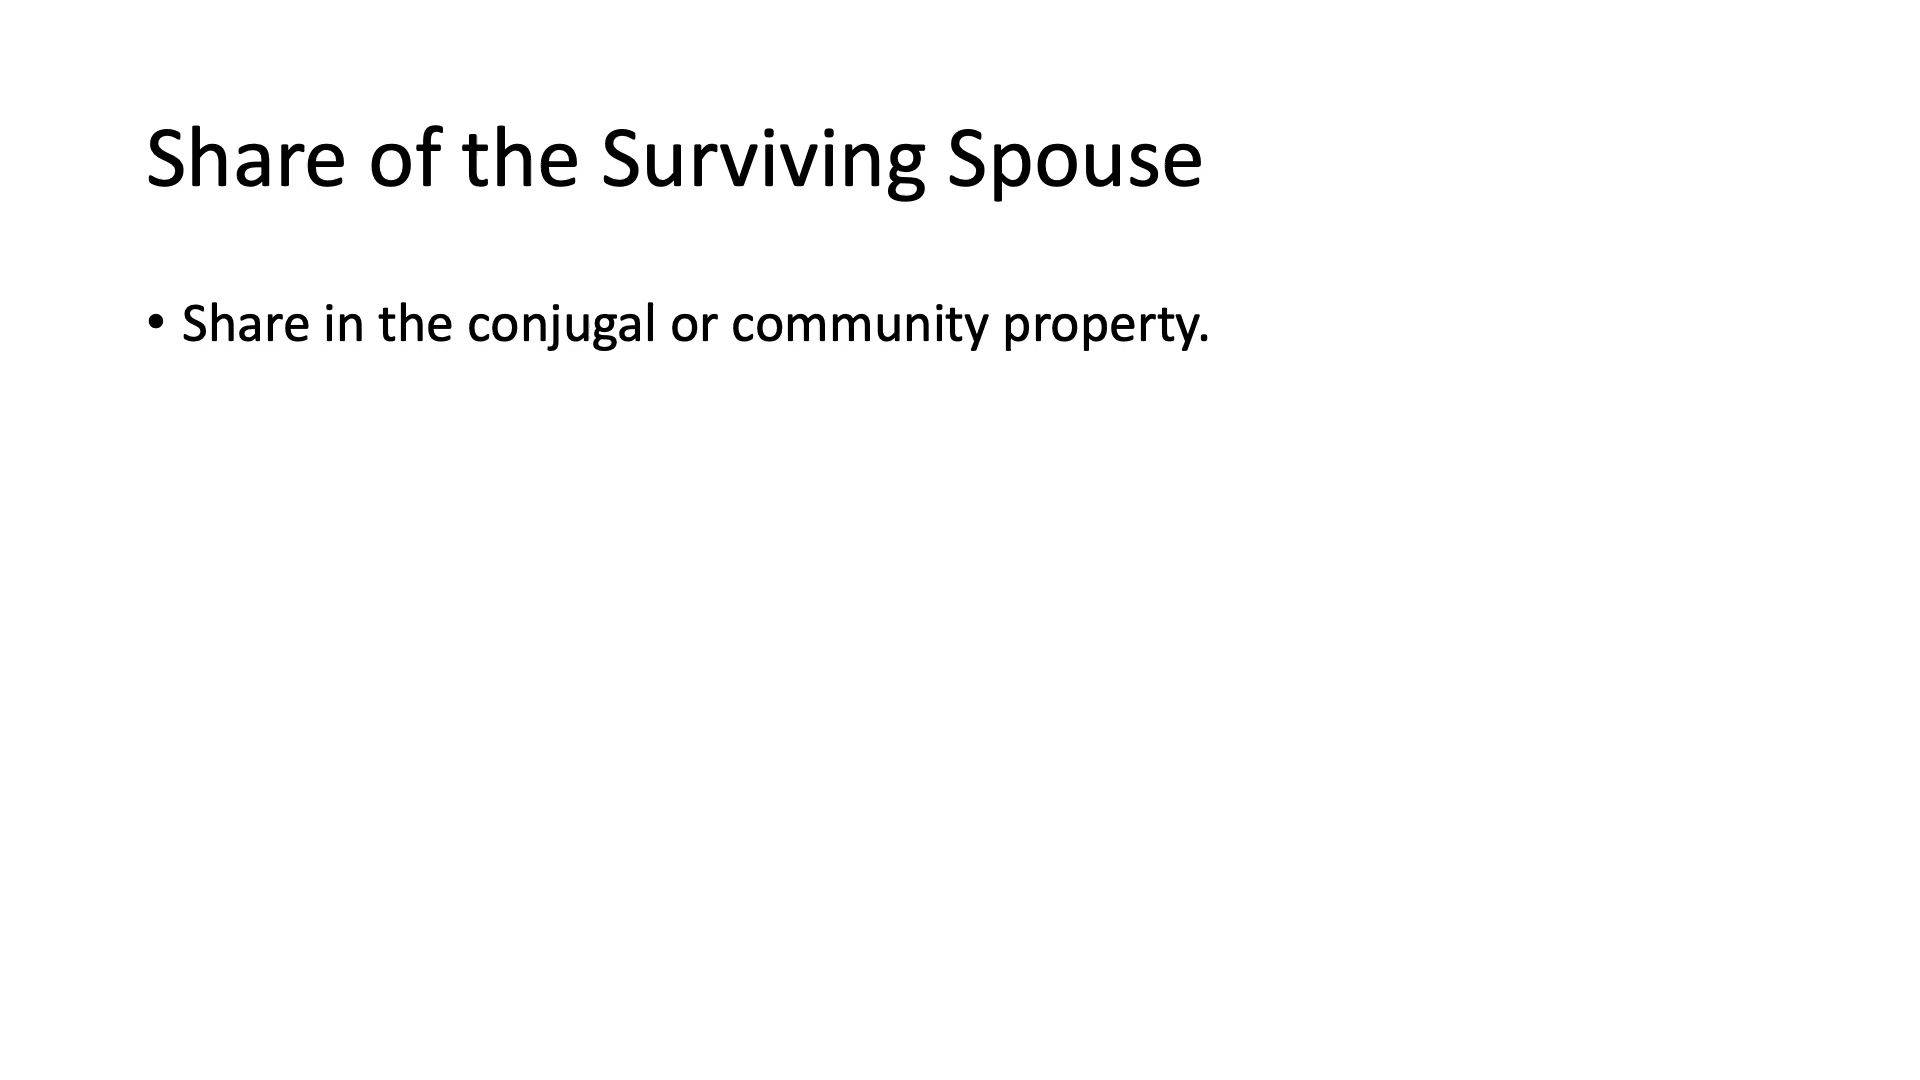 Share of the Surviving Spouse
• Share in the conjugal or community property.